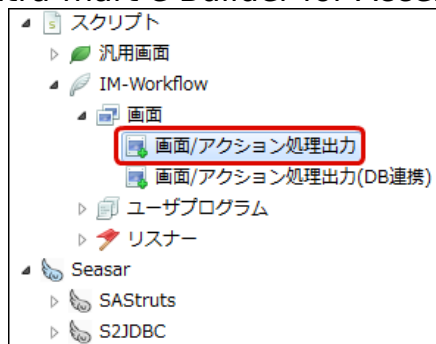 スクリプト
汎用画面
IM-Workflow
画面
画面/アクション処理出力
画面/アクション処理出力(DB連携)
ユーザプログラム
リスナー
Seasar
SAStruts
S2JDBC